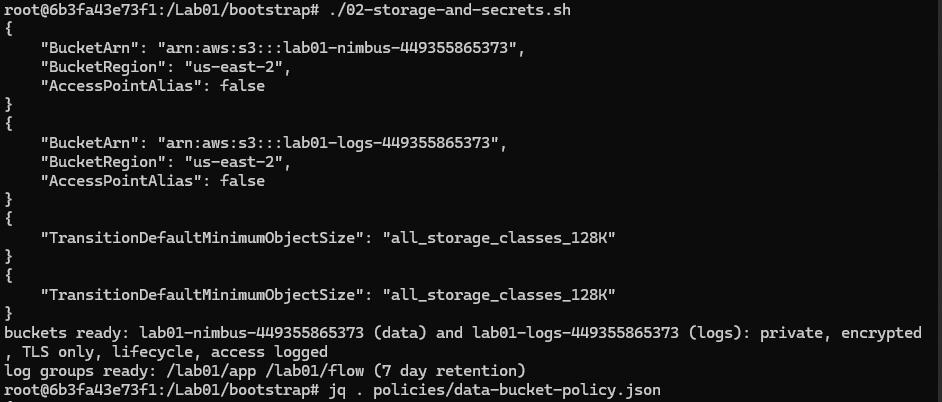 root@6b3fa43e73f1:/Lab01/bootstrap# ./02-storage-and-secrets.sh
{
    "BucketArn": "arn:aws:s3:::lab01-nimbus-449355865373",
    "BucketRegion": "us-east-2",
    "AccessPointAlias": false
}
{
    "BucketArn": "arn:aws:s3:::lab01-logs-449355865373",
    "BucketRegion": "us-east-2",
    "AccessPointAlias": false
}
{
    "TransitionDefaultMinimumObjectSize": "all_storage_classes_128K"
}
{
    "TransitionDefaultMinimumObjectSize": "all_storage_classes_128K"
}
buckets ready: lab01-nimbus-449355865373 (data) and lab01-logs-449355865373 (logs): private, encrypted
, TLS only, lifecycle, access logged
log groups ready: /lab01/app /lab01/flow (7 day retention)
root@6b3fa43e73f1:/Lab01/bootstrap# jq . policies/data-bucket-policy.json